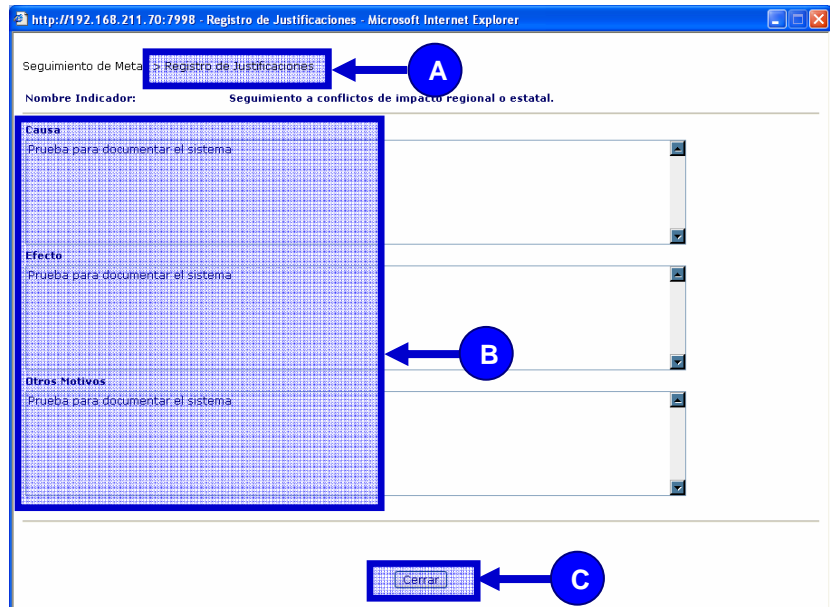 http://192.168.211.70:7998 - Registro de Justificaciones - Microsoft Internet Explorer
Seguimiento de Meta > Registro de Justificaciones
A
Nombre Indicador: Seguimiento a conflictos de impacto regional o estatal.
Causa
Prueba para documentar el sistema
Efecto
Prueba para documentar el sistema
B
Otros Motivos
Prueba para documentar el sistema
Cerrar
C